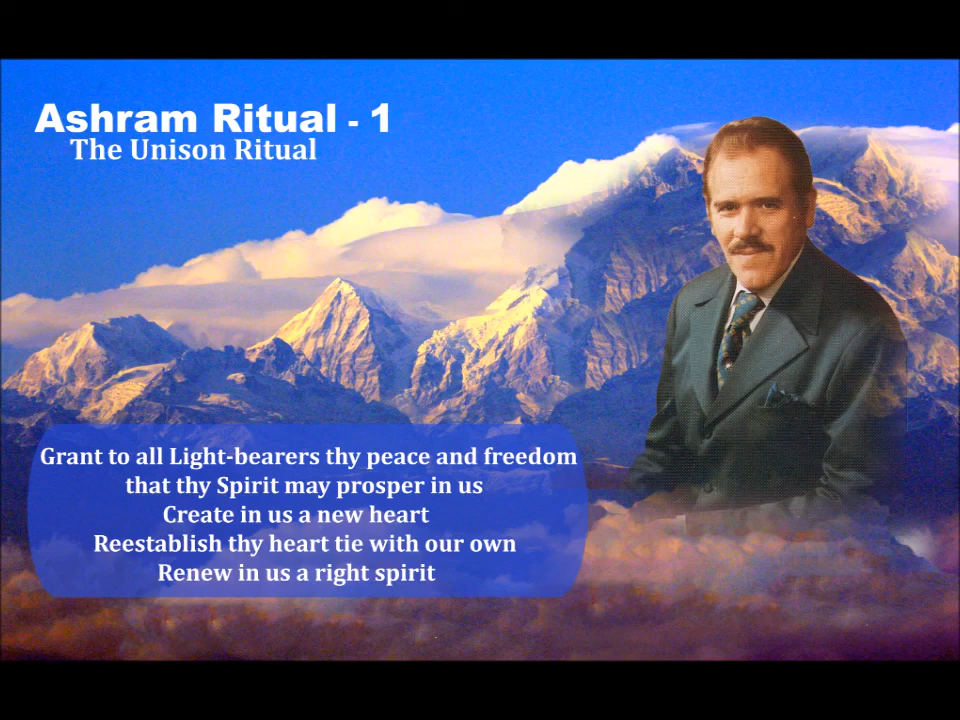 Ashram Ritual - 1
The Unison Ritual
Grant to all Light-bearers thy peace and freedom
that thy Spirit may prosper in us
Create in us a new heart
Reestablish thy heart tie with our own
Renew in us a right spirit